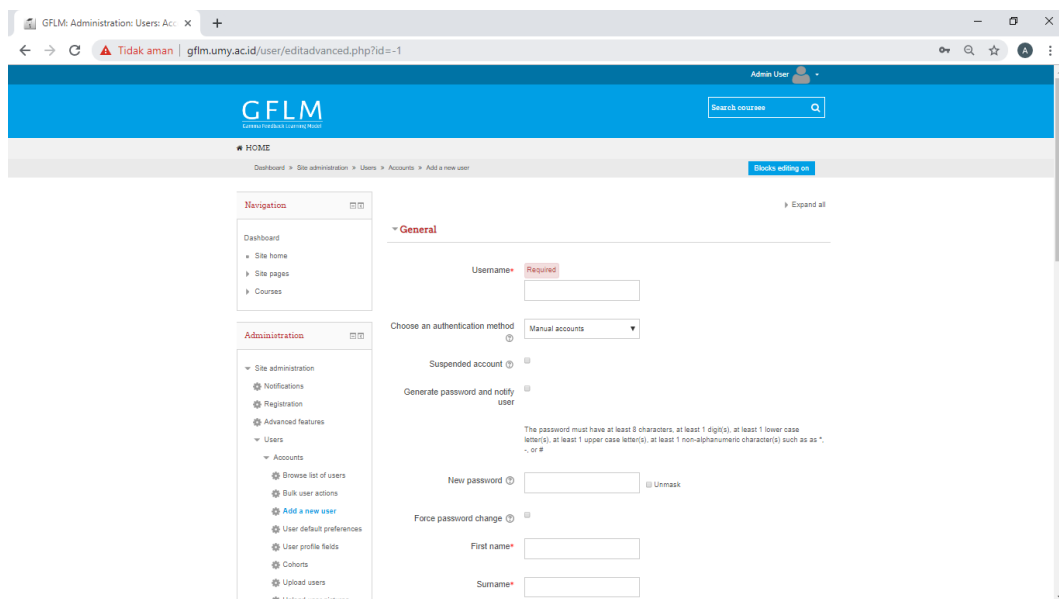 GFLM: Administration: Users: Acc
Tidak aman | gflm.umy.ac.id/user/editadvanced.php?id=-1
A
Admin User
GFLM
Gamma Feedback Learning Model
Search courses
HOME
Dashboard > Site administration > Users > Accounts > Add a new user
Blocks editing on
Navigation
Dashboard
Site home
Site pages
Courses
Administration
Site administration
Notifications
Registration
Advanced features
Users
Accounts
Browse list of users
Bulk user actions
Add a new user
User default preferences
User profile fields
Cohorts
Upload users
Expand all
General
Username*
Required
Choose an authentication method
Manual accounts
Suspended account
Generate password and notify
user
The password must have at least 8 characters, at least 1 digit(s), at least 1 lower case
letter(s), at least 1 upper case letter(s), at least 1 non-alphanumeric character(s) such as as *,
-, or #
New password
Unmask
Force password change
First name*
Surname*